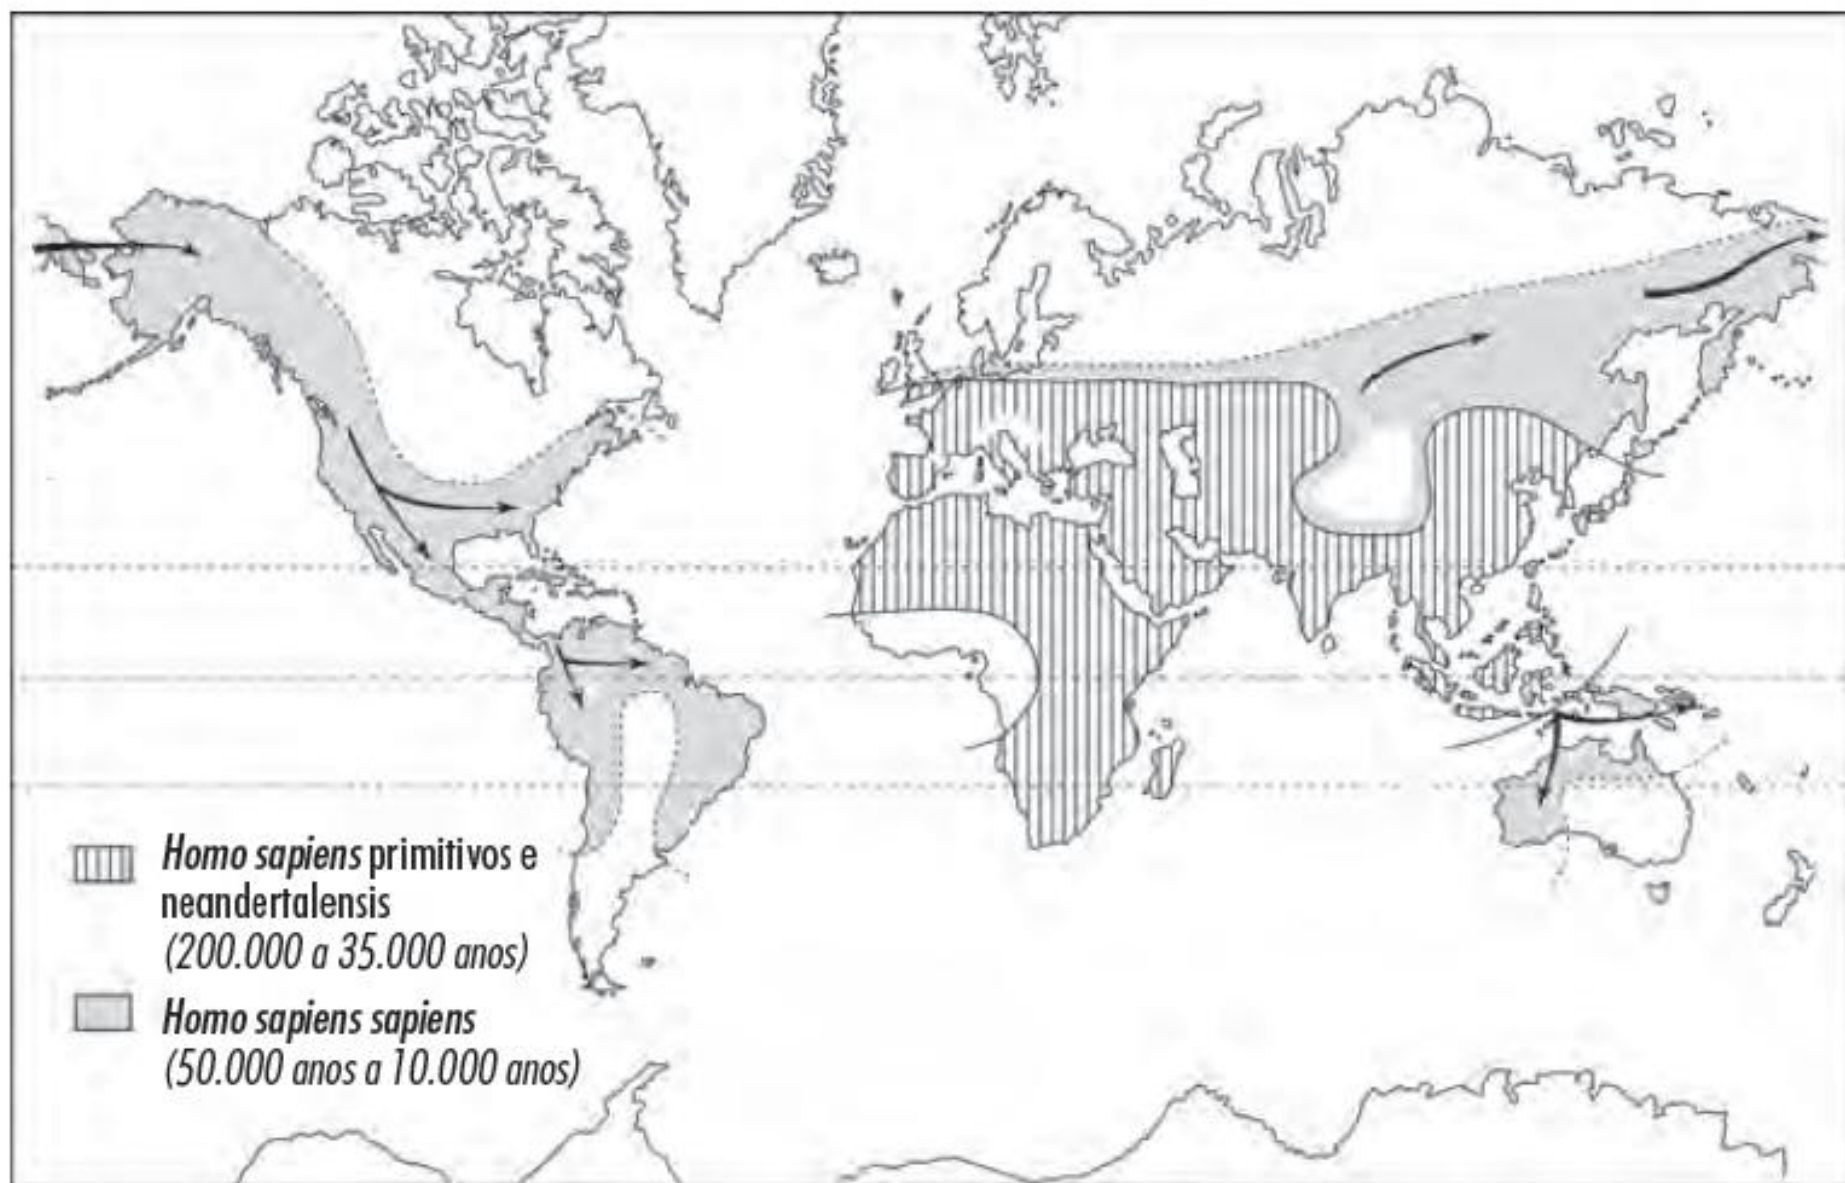 Homo sapiens primitivos e
neandertalensis
(200.000 a 35.000 anos)
Homo sapiens sapiens
(50.000 anos a 10.000 anos)